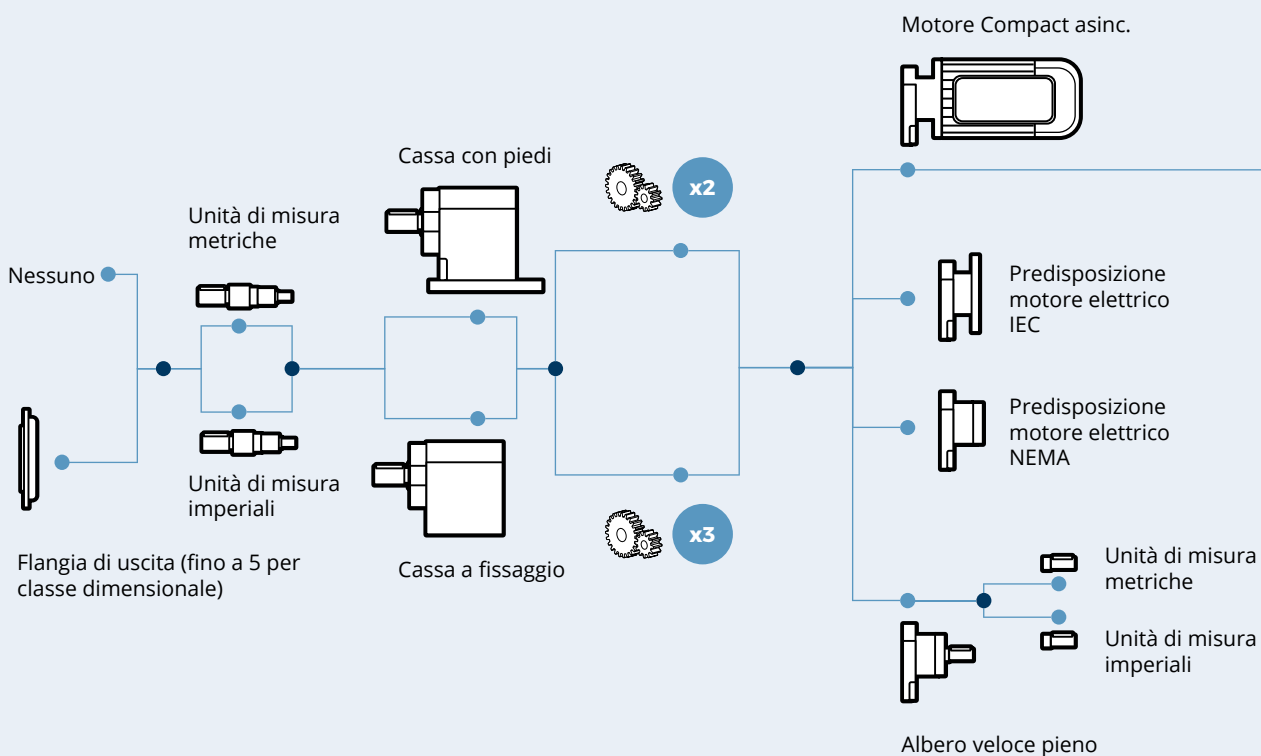 Motore Compact asinc.
Cassa con piedi
x2
Unità di misura
metriche
Nessuno
Predisposizione
motore elettrico
IEC
Predisposizione
motore elettrico
NEMA
Unità di misura
imperiali
x3
Flangia di uscita (fino a 5 per
classe dimensionale)
Cassa a fissaggio
Unità di misura
metriche
Unità di misura
imperiali
Albero veloce pieno